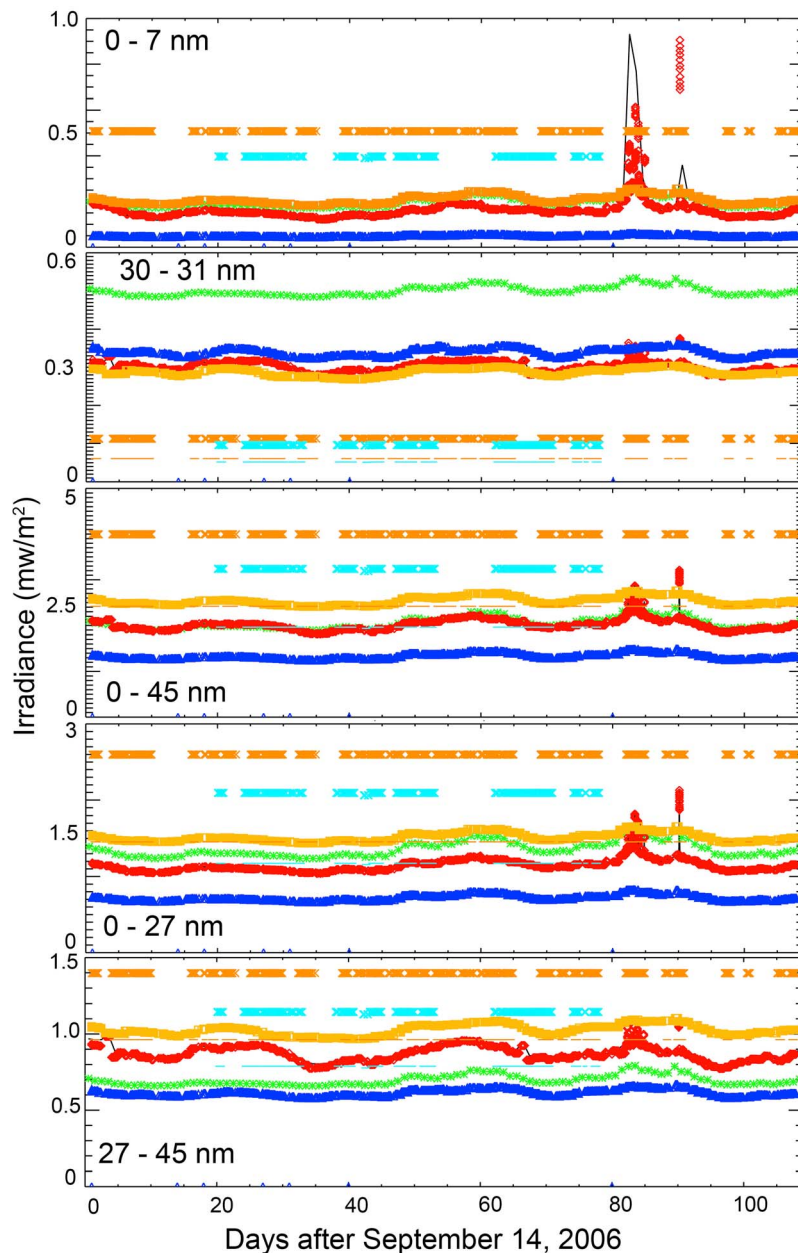 1.0
0 - 7 nm
0.5
0
0.6
30 - 31 nm
0.3
0
5
2.5
0 - 45 nm
0
3
1.5
0 - 27 nm
0
1.5
1.0
0.5
27 - 45 nm
0
Irradiance (mw/m²)
0 20 40 60 80 100
Days after September 14, 2006